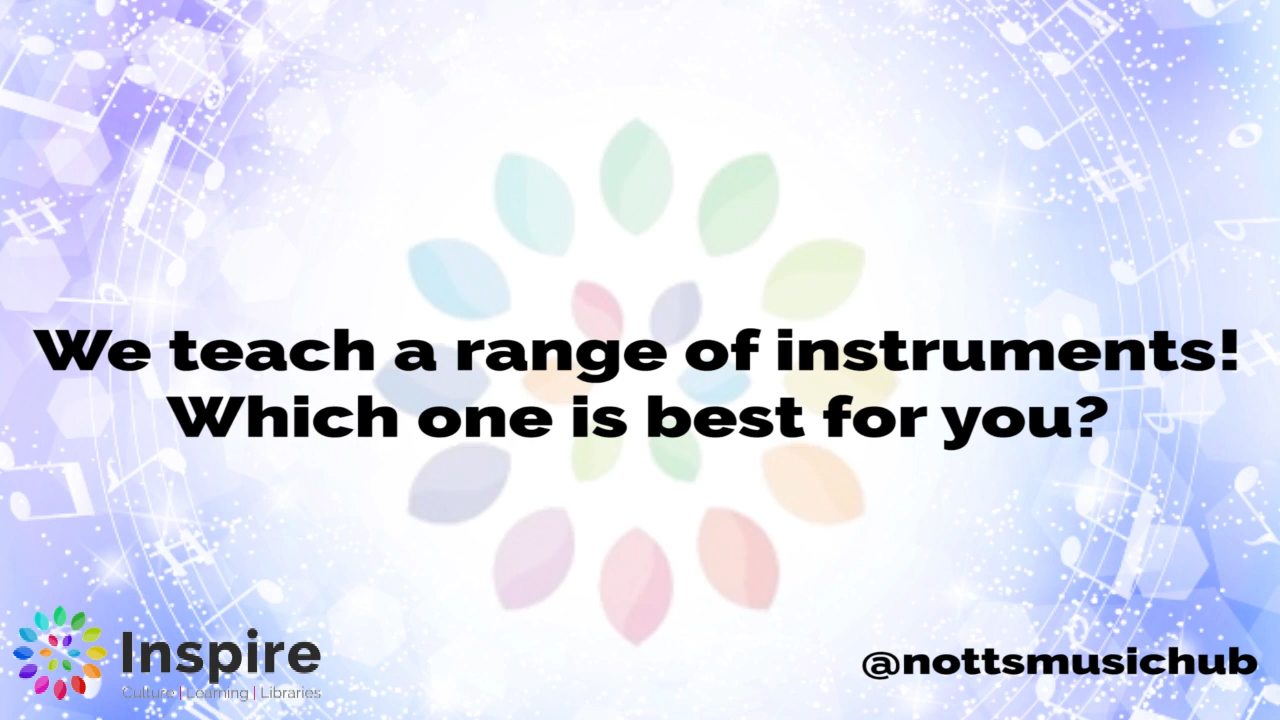 We teach a range of instruments!
Which one is best for you?
Inspire
Culture | Learning | Libraries
@nottsmusichub